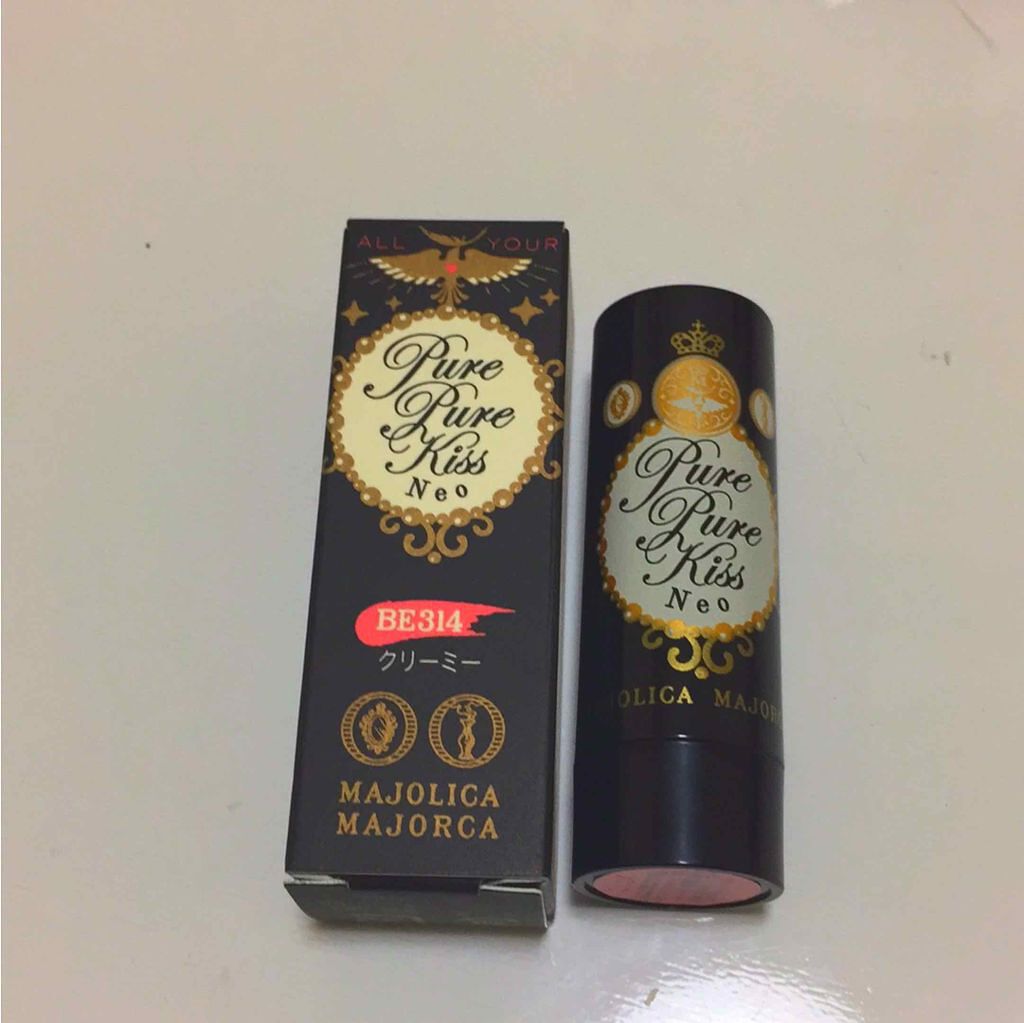 ALL YOUR
Pure
Pure
Kiss
Neo
BE314
クリーミー
MAJOLICA
MAJORCA
Pure
Pure
Kiss
Neo
OLICA MAJOR